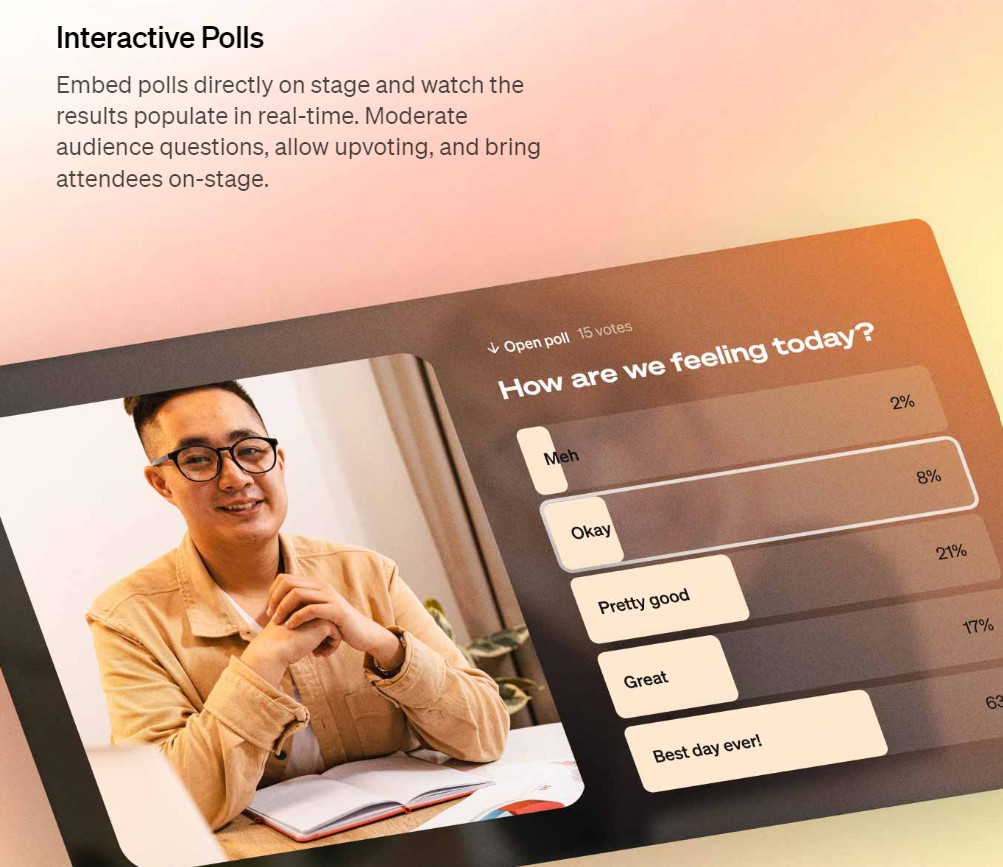 Interactive Polls
Embed polls directly on stage and watch the
results populate in real-time. Moderate
audience questions, allow upvoting, and bring
attendees on-stage.
↓ Open poll 15 votes
How are we feeling today?
Meh 2%
Okay 8%
Pretty good 21%
Great 17%
Best day ever! 63